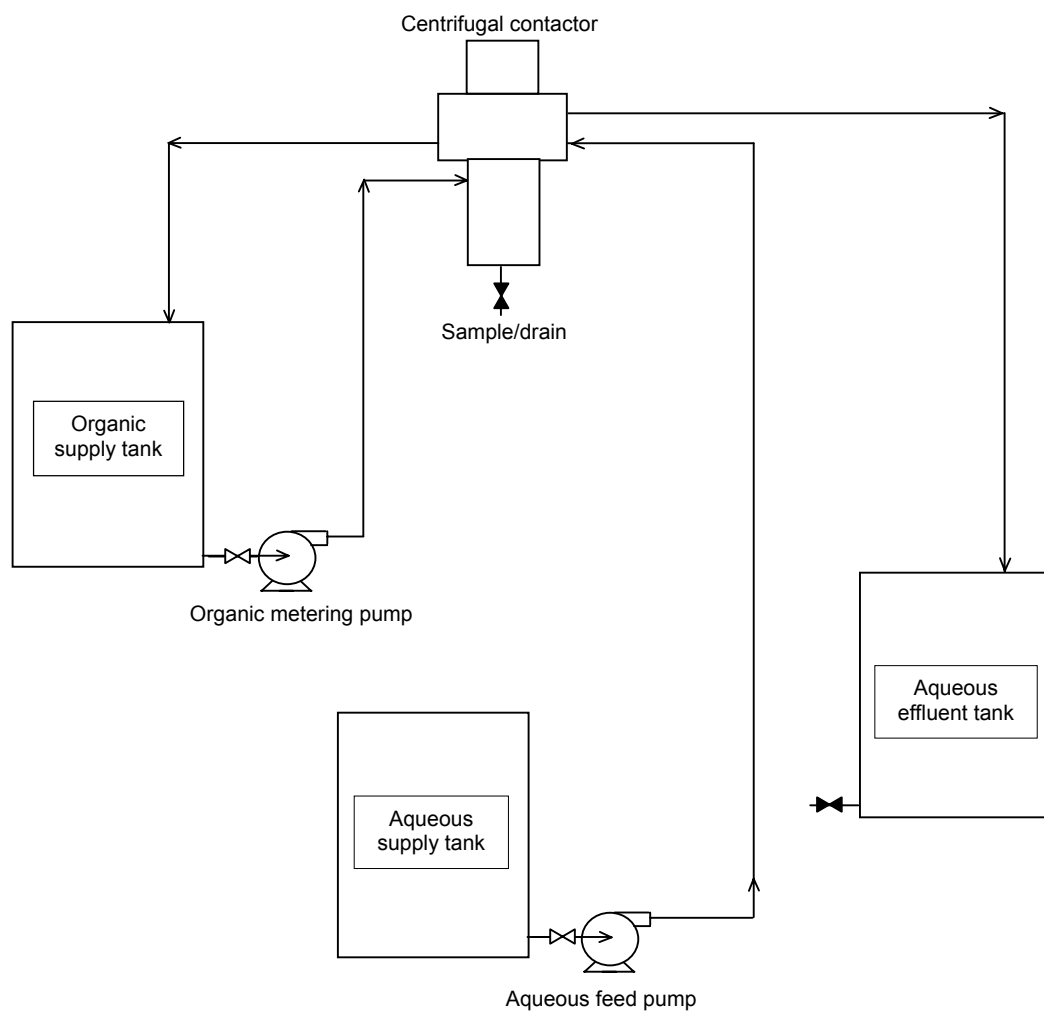 Centrifugal contactor
Sample/drain
Organic
supply tank
Organic metering pump
Aqueous
effluent tank
Aqueous
supply tank
Aqueous feed pump